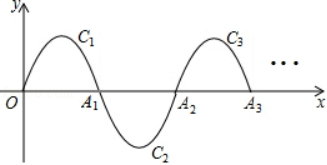 y
C₁
C₃
...
O
A₁
A₂
A₃
x
C₂